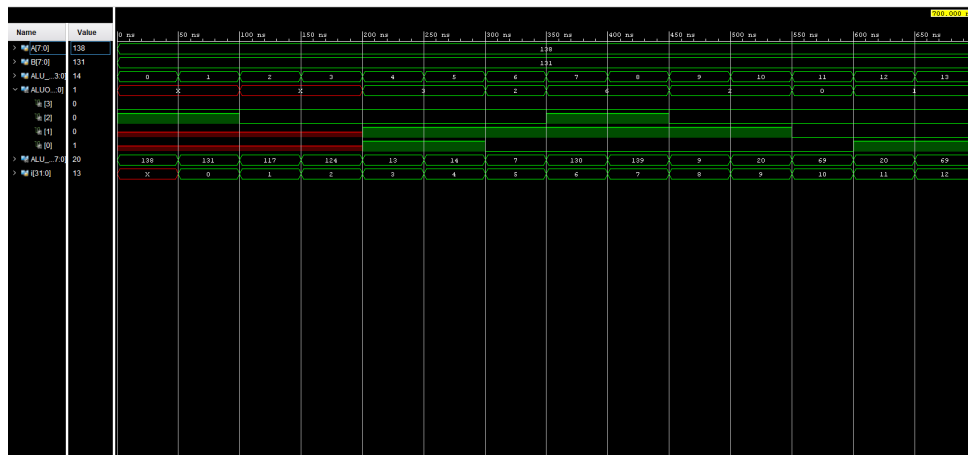 700.000 n
Name Value 0 ns 50 ns 100 ns 150 ns 200 ns 250 ns 300 ns 350 ns 400 ns 450 ns 500 ns 550 ns 600 ns 650 ns
A[7:0] 138 138
B[7:0] 131 131
ALU_...3:0] 14 0 1 2 3 4 5 6 7 8 9 10 11 12 13
ALUO...:0] 1 X X 3 2 6 2 0 1
[3] 0
[2] 0
[1] 0
[0] 1
ALU_...7:0] 20 138 131 117 124 13 14 7 130 139 9 20 69 20 69
i[31:0] 13 X 0 1 2 3 4 5 6 7 8 9 10 11 12